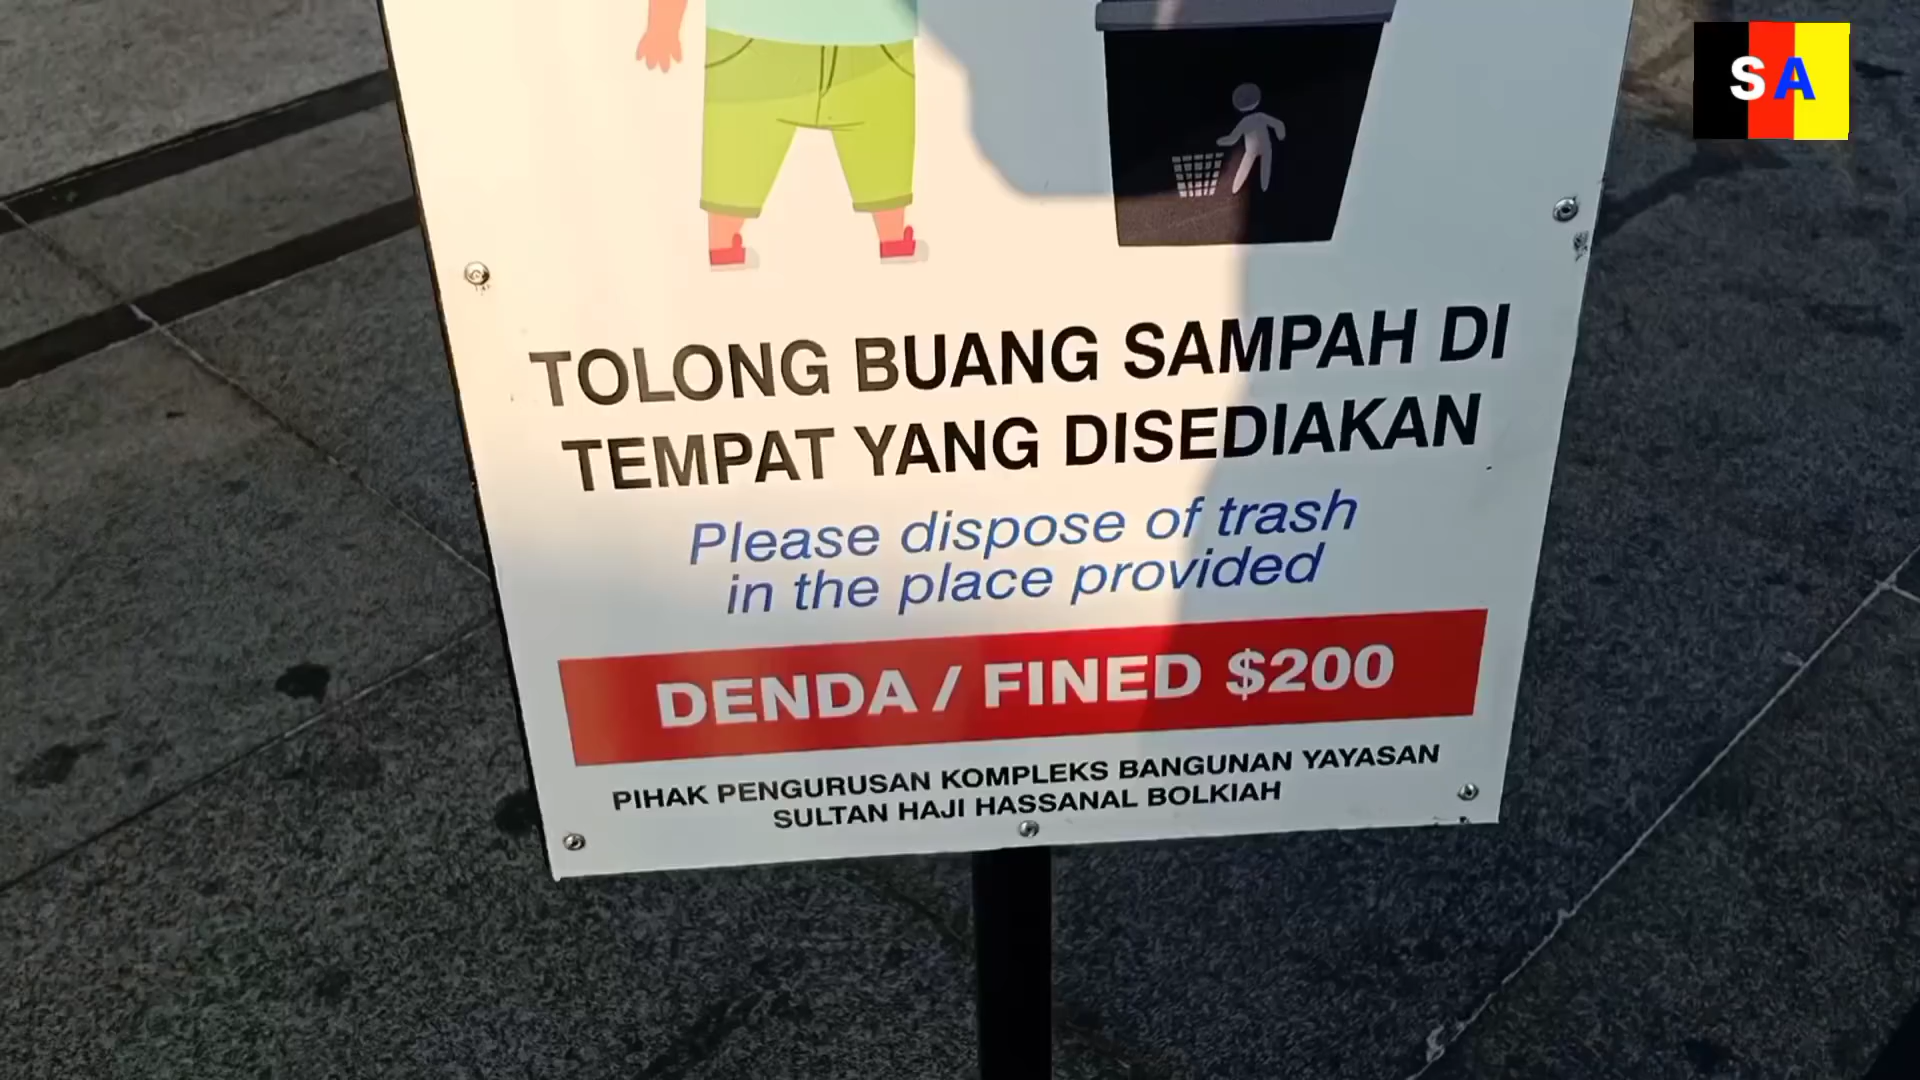 SA
TOLONG BUANG SAMPAH DI
TEMPAT YANG DISEDIAKAN
Please dispose of trash
in the place provided
DENDA / FINED $200
PIHAK PENGURUSAN KOMPLEKS BANGUNAN YAYASAN
SULTAN HAJI HASSANAL BOLKIAH